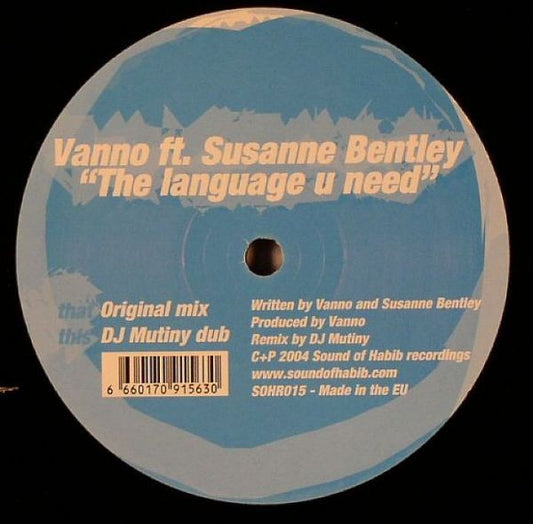 Vanno ft. Susanne Bentley
“The language u need”
that Original mix
this DJ Mutiny dub
6 660170 915630
Written by Vanno and Susanne Bentley
Produced by Vanno
Remix by DJ Mutiny
C+P 2004 Sound of Habib recordings
www.soundofhabib.com
SOHR015 - Made in the EU